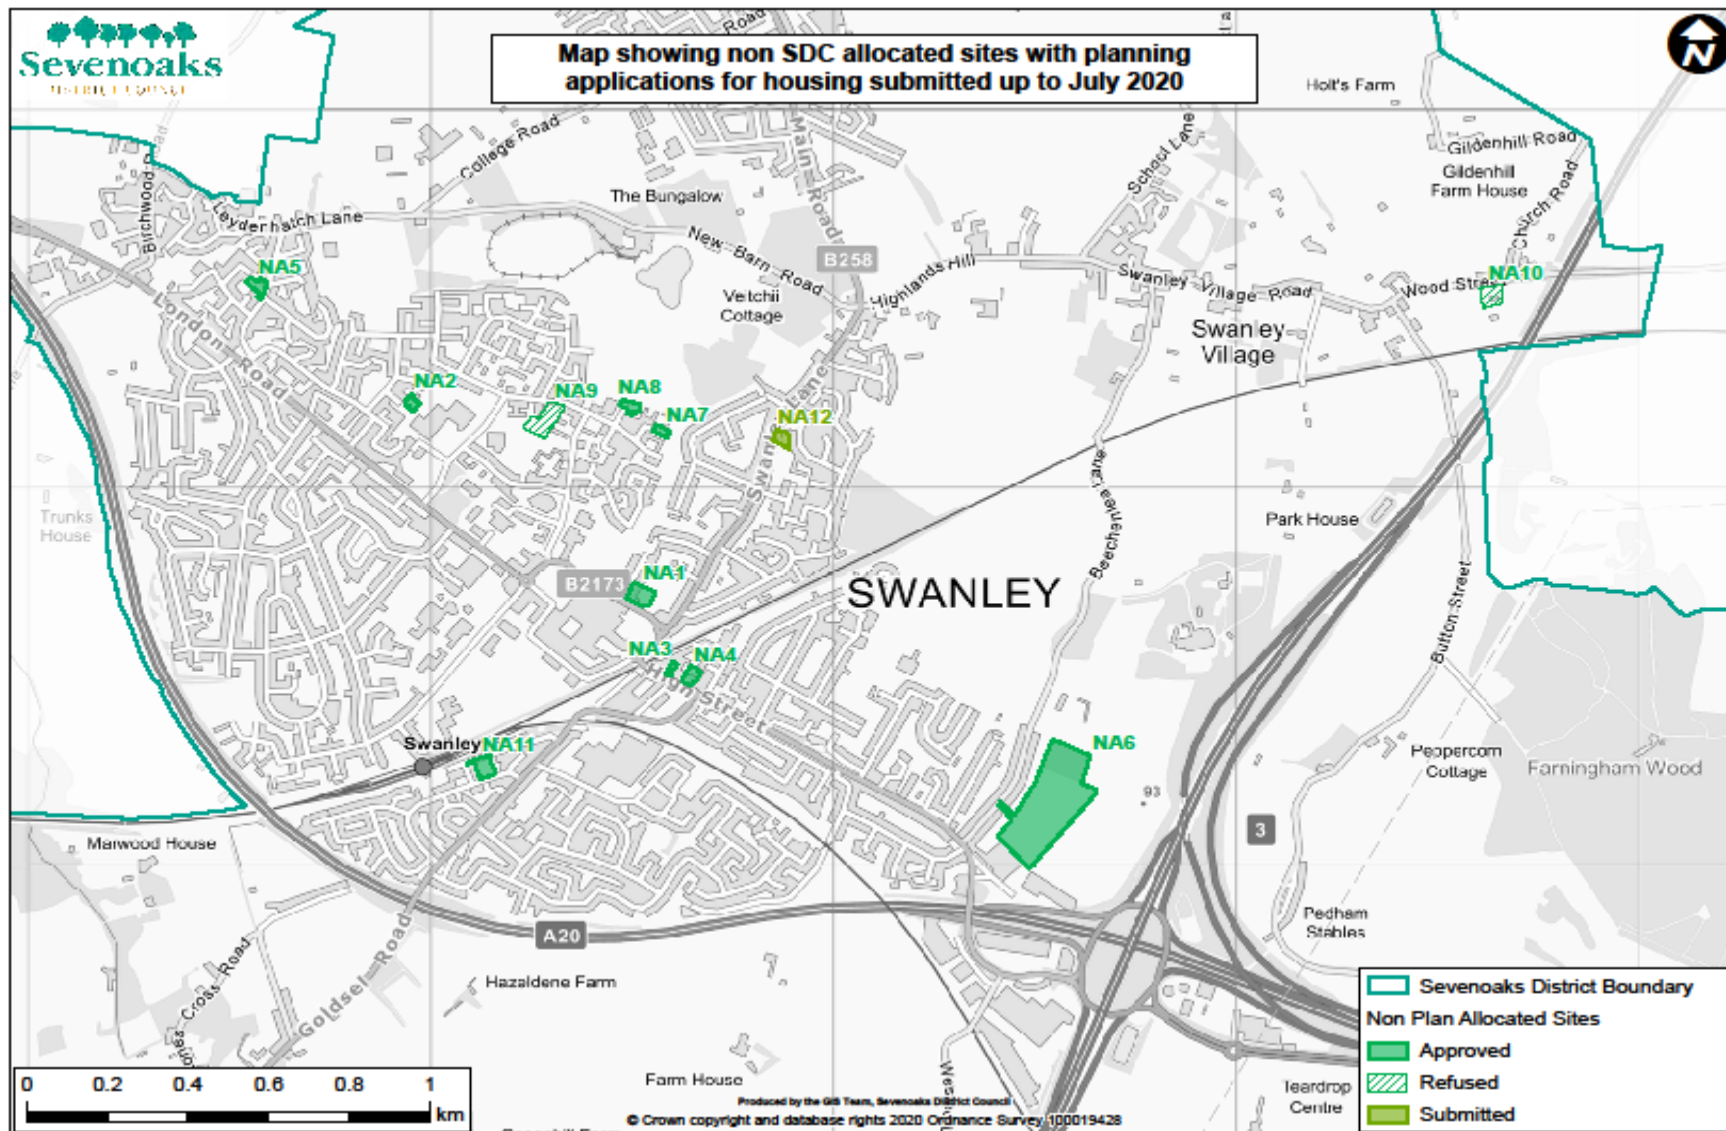 Sevenoaks
DISTRICT COUNCIL
Map showing non SDC allocated sites with planning
applications for housing submitted up to July 2020
N
Road
Holt's Farm
Gildenhill Road
Gildenhill
Farm House
Church Road
School Lane
College Road
Main Road
The Bungalow
Birchwood Road
Leydenhatch Lane
New Barn Road
B258
Highlands Hill
Swanley Village Road
Wood Street
NA10
NA5
Veitchii
Cottage
Swanley
Village
London Road
NA2
NA9
NA8
NA7
NA12
Swanley Lane
Beechenlea Lane
Trunks
House
Park House
B2173
NA1
SWANLEY
Button Street
NA3
NA4
High Street
Swanley
NA11
NA6
Peppercorn
Cottage
Farningham Wood
93
3
Marwood House
A20
Pedham
Stables
Goldsel Road
Hazeldene Farm
Cross Road
Farm House
Teardrop
Centre
Sevenoaks District Boundary
Non Plan Allocated Sites
Approved
Refused
Submitted
0 0.2 0.4 0.6 0.8 1
km
Produced by the GIS Team, Sevenoaks District Council
© Crown copyright and database rights 2020 Ordnance Survey 100019428